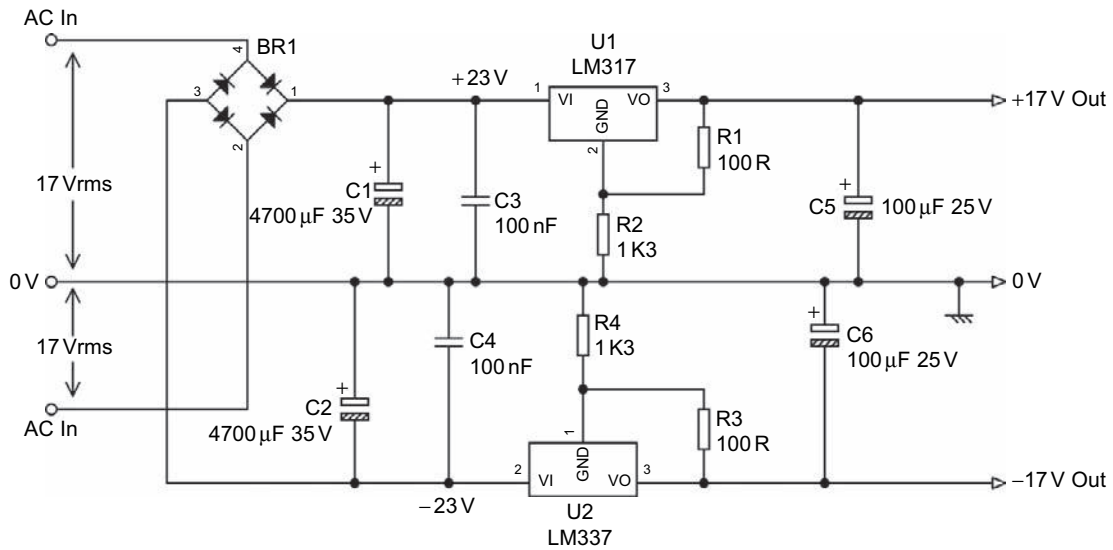 AC In
BR1
4
3
1
2
17 Vrms
+23 V
U1
LM317
1
VI
GND
VO
3
2
+17 V Out
R1
100 R
+
C1
4700 µF 35 V
C3
100 nF
R2
1 K3
+
C5
100 µF 25 V
0 V
0 V
17 Vrms
AC In
+
C2
4700 µF 35 V
C4
100 nF
R4
1 K3
+
C6
100 µF 25 V
R3
100 R
1
2
VI
GND
VO
3
−23 V
U2
LM337
−17 V Out